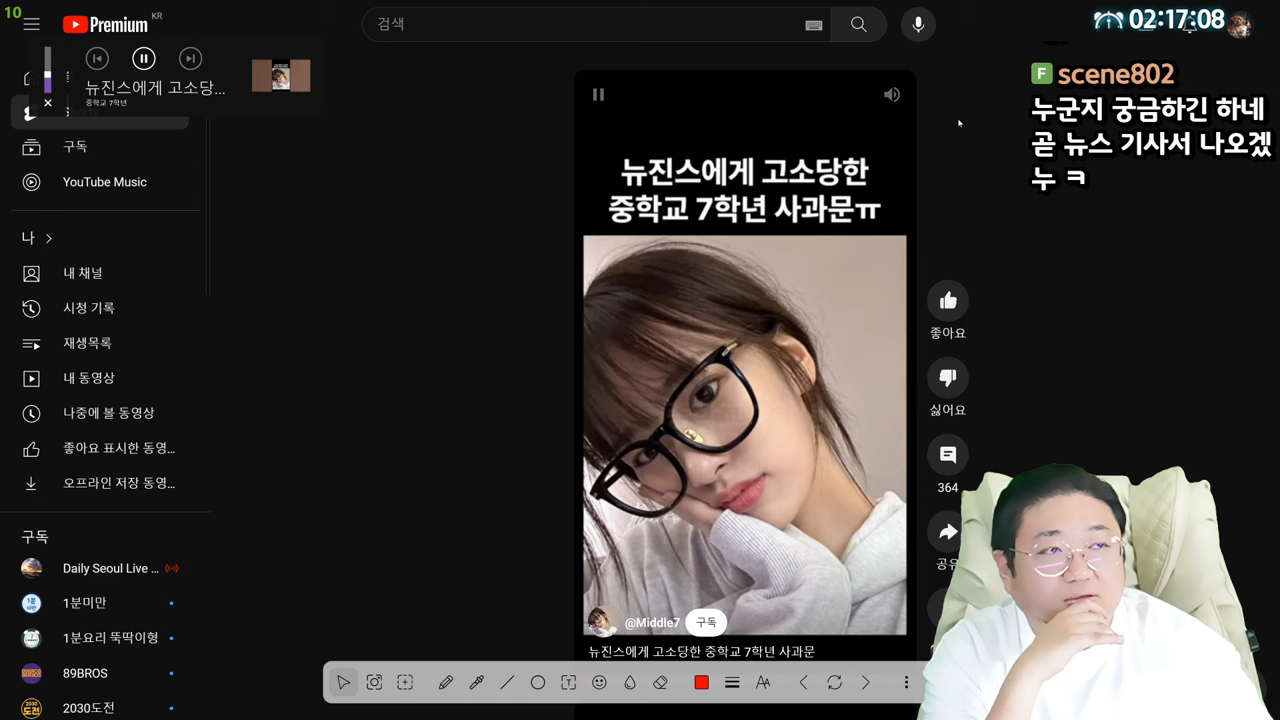 10
Premium KR
검색
02:17:08
뉴진스에게 고소당...
중학교 7학년
구독
YouTube Music
나
내 채널
시청 기록
재생목록
내 동영상
나중에 볼 동영상
좋아요 표시한 동영...
오프라인 저장 동영...
구독
Daily Seoul Live ...
1분미만
1분요리 뚝딱이형
89BROS
2030도전
뉴진스에게 고소당한
중학교 7학년 사과문ㅠ
@Middle7 구독
뉴진스에게 고소당한 중학교 7학년 사과문
좋아요
싫어요
364
공유
F scene802
누군지 궁금하긴 하네
곧 뉴스 기사서 나오겠
누 ㅋ